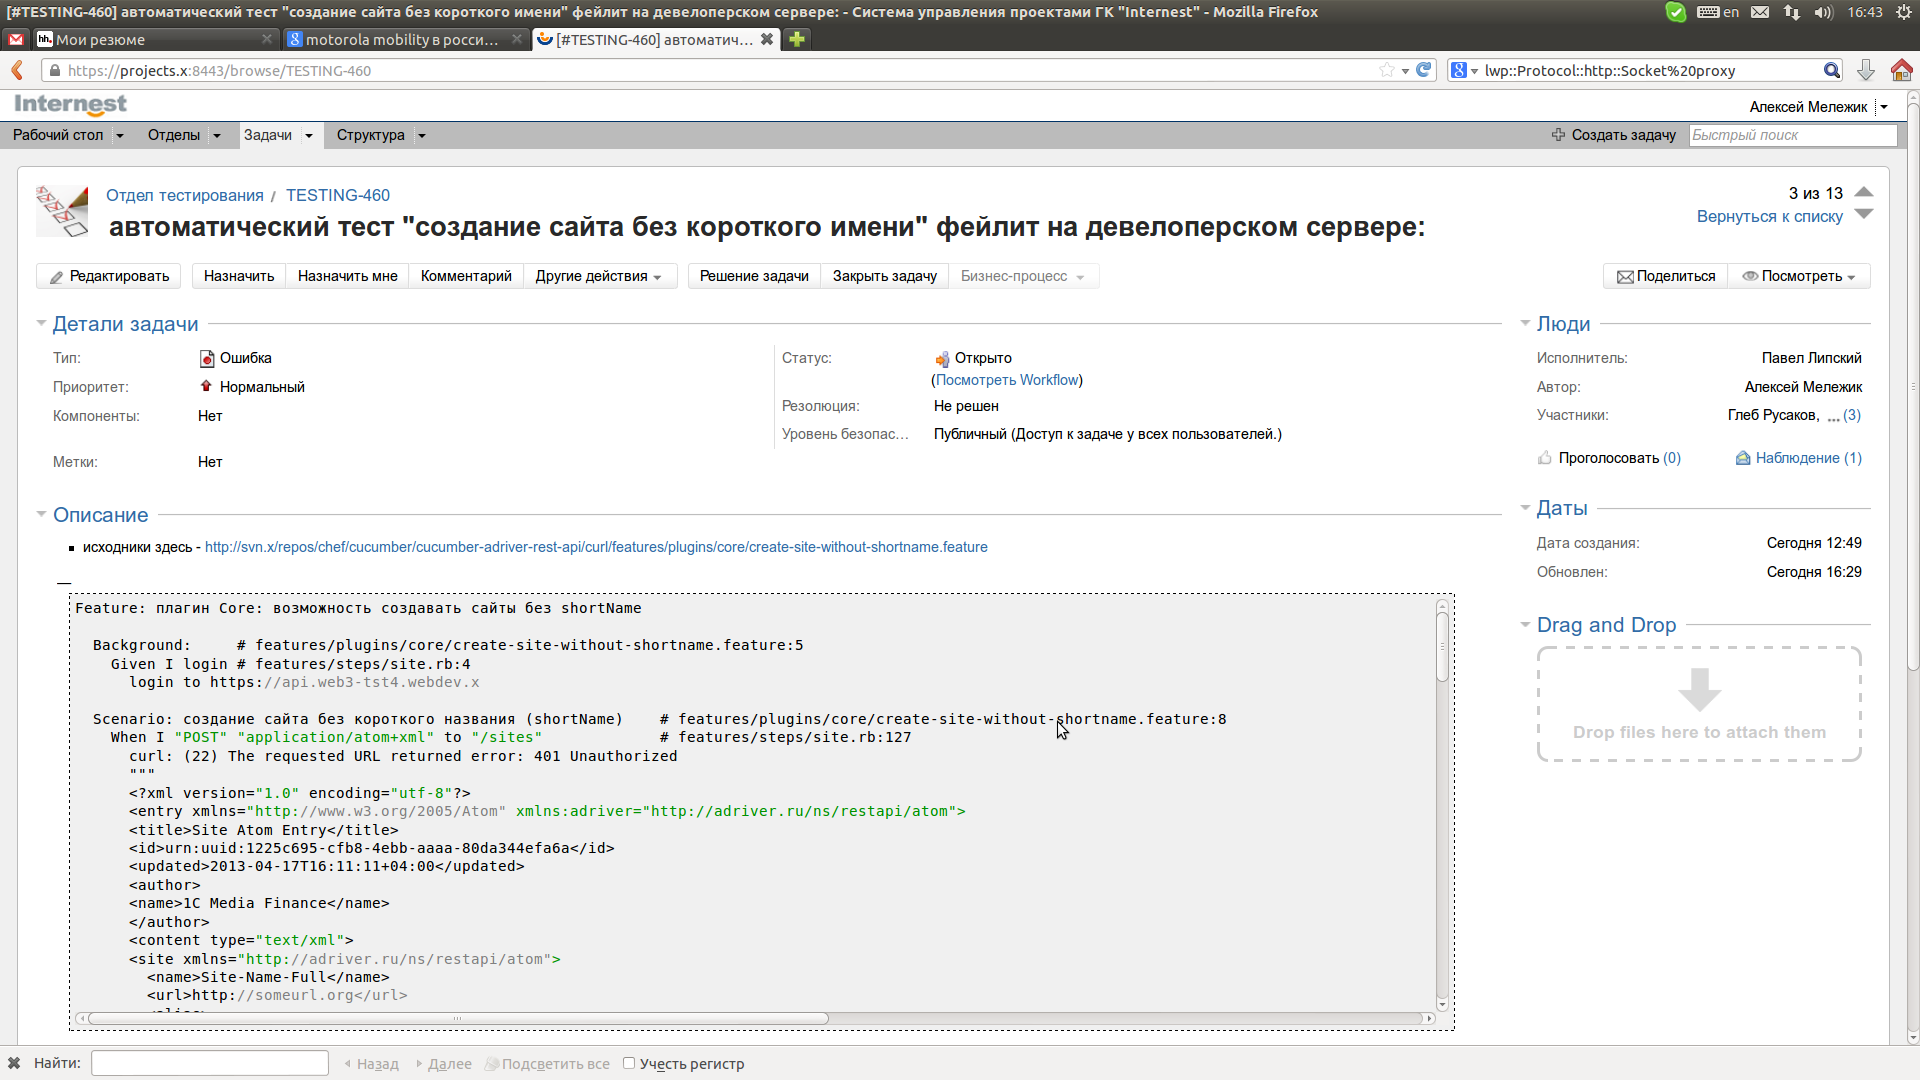 [#TESTING-460] автоматический тест "создание сайта без короткого имени" фейлит на девелоперском сервере: - Система управления проектами ГК "Internest" - Mozilla Firefox
en 16:43
hh. Мои резюме
motorola mobility в росси...
[#TESTING-460] автоматич...
https://projects.x:8443/browse/TESTING-460
lwp::Protocol::http::Socket%20proxy
Internest
Алексей Мележик
Рабочий стол Отделы Задачи Структура
Создать задачу Быстрый поиск
Отдел тестирования / TESTING-460
3 из 13
автоматический тест "создание сайта без короткого имени" фейлит на девелоперском сервере:
Вернуться к списку
Редактировать Назначить Назначить мне Комментарий Другие действия Решение задачи Закрыть задачу Бизнес-процесс
Поделиться Посмотреть
Детали задачи
Тип: Ошибка
Приоритет: Нормальный
Компоненты: Нет
Метки: Нет
Статус: Открыто
(Посмотреть Workflow)
Резолюция: Не решен
Уровень безопас... Публичный (Доступ к задаче у всех пользователей.)
Люди
Исполнитель: Павел Липский
Автор: Алексей Мележик
Участники: Глеб Русаков, ... (3)
Проголосовать (0) Наблюдение (1)
Даты
Дата создания: Сегодня 12:49
Обновлен: Сегодня 16:29
Drag and Drop
Drop files here to attach them
Описание
исходники здесь - http://svn.x/repos/chef/cucumber/cucumber-adriver-rest-api/curl/features/plugins/core/create-site-without-shortname.feature
—
Feature: плагин Core: возможность создавать сайты без shortName
Background: # features/plugins/core/create-site-without-shortname.feature:5
Given I login # features/steps/site.rb:4
login to https://api.web3-tst4.webdev.x
Scenario: создание сайта без короткого названия (shortName) # features/plugins/core/create-site-without-shortname.feature:8
When I "POST" "application/atom+xml" to "/sites" # features/steps/site.rb:127
curl: (22) The requested URL returned error: 401 Unauthorized
"""
<?xml version="1.0" encoding="utf-8"?>
<entry xmlns="http://www.w3.org/2005/Atom" xmlns:adriver="http://adriver.ru/ns/restapi/atom">
<title>Site Atom Entry</title>
<id>urn:uuid:1225c695-cfb8-4ebb-aaaa-80da344efa6a</id>
<updated>2013-04-17T16:11:11+04:00</updated>
<author>
<name>1C Media Finance</name>
</author>
<content type="text/xml">
<site xmlns="http://adriver.ru/ns/restapi/atom">
<name>Site-Name-Full</name>
<url>http://someurl.org</url>
Найти: Назад Далее Подсветить все Учесть регистр